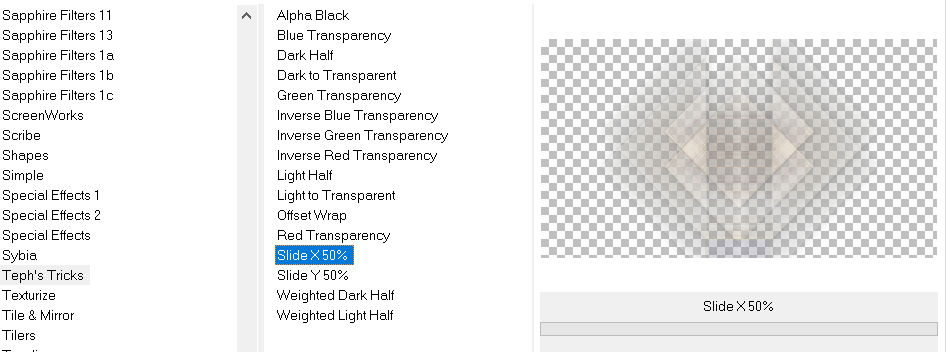 Sapphire Filters 11
Sapphire Filters 13
Sapphire Filters 1a
Sapphire Filters 1b
Sapphire Filters 1c
ScreenWorks
Scribe
Shapes
Simple
Special Effects 1
Special Effects 2
Special Effects
Sybia
Teph's Tricks
Texturize
Tile & Mirror
Tilers
Alpha Black
Blue Transparency
Dark Half
Dark to Transparent
Green Transparency
Inverse Blue Transparency
Inverse Green Transparency
Inverse Red Transparency
Light Half
Light to Transparent
Offset Wrap
Red Transparency
Slide X 50%
Slide Y 50%
Weighted Dark Half
Weighted Light Half
Slide X 50%